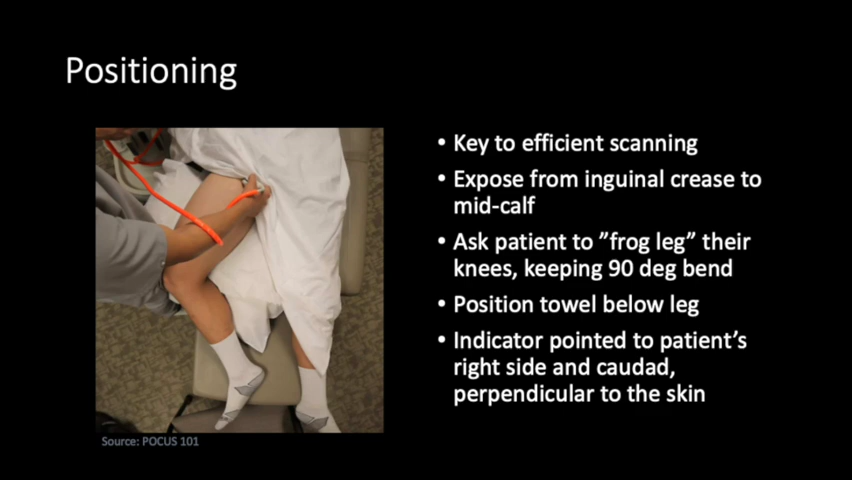 Positioning
• Key to efficient scanning
• Expose from inguinal crease to
mid-calf
• Ask patient to ”frog leg” their
knees, keeping 90 deg bend
• Position towel below leg
• Indicator pointed to patient’s
right side and caudad,
perpendicular to the skin
Source: POCUS 101